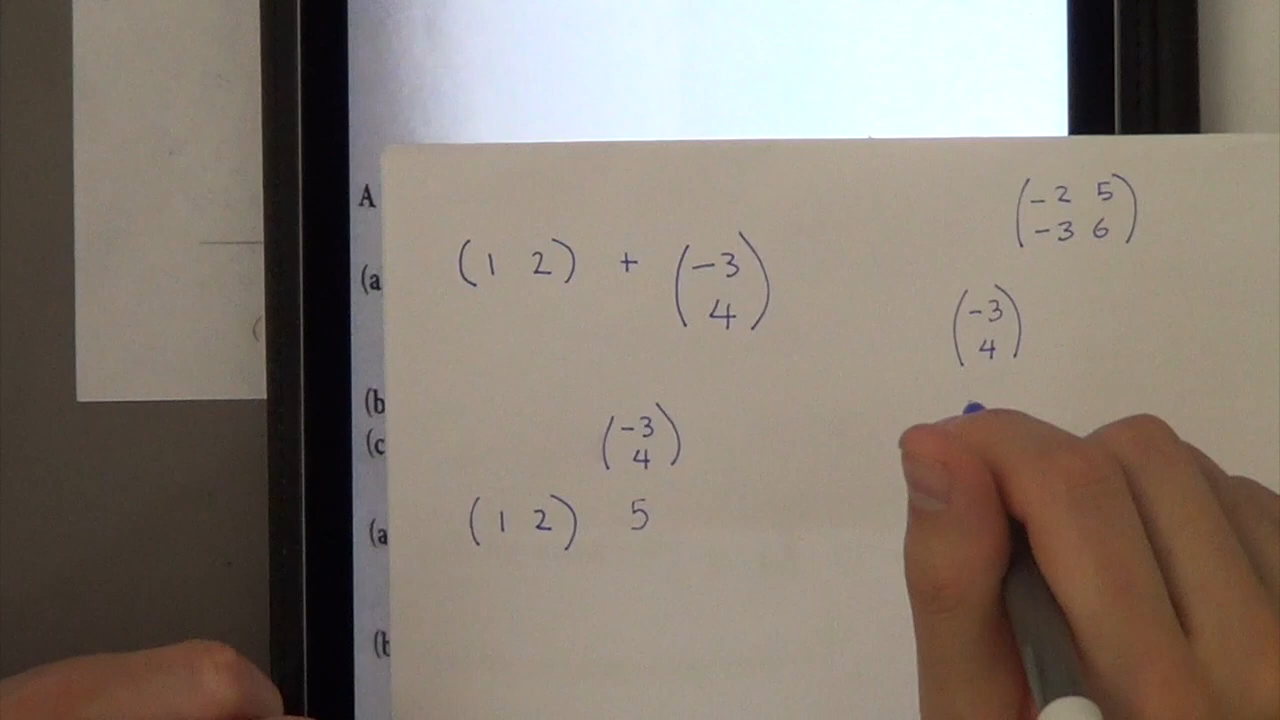 (-2 5
-3 6)
A
(1 2) + (-3
4)
(a
(-3
4)
(b
(c
(-3
4)
(1 2) 5
(a
(b